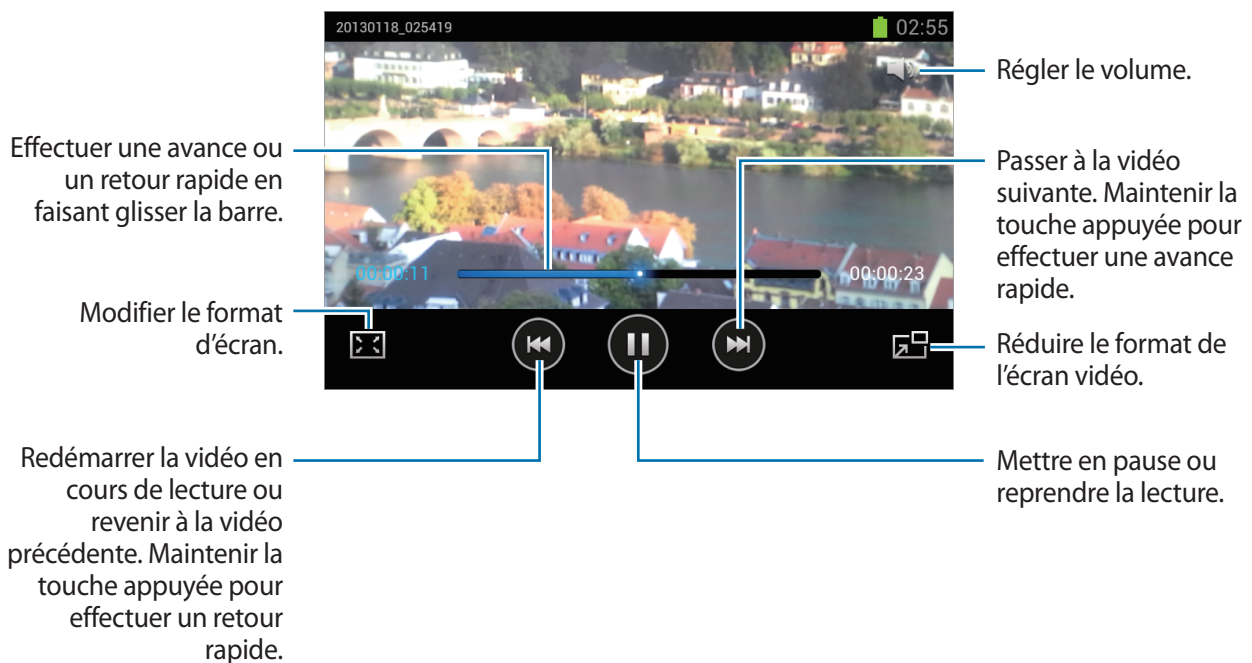 20130118_025419
02:55
Régler le volume.
Effectuer une avance ou
un retour rapide en
faisant glisser la barre.
Passer à la vidéo
suivante. Maintenir la
touche appuyée pour
effectuer une avance
rapide.
00:00:11
00:00:23
Modifier le format
d'écran.
Réduire le format de
l'écran vidéo.
Redémarrer la vidéo en
cours de lecture ou
revenir à la vidéo
précédente. Maintenir la
touche appuyée pour
effectuer un retour
rapide.
Mettre en pause ou
reprendre la lecture.